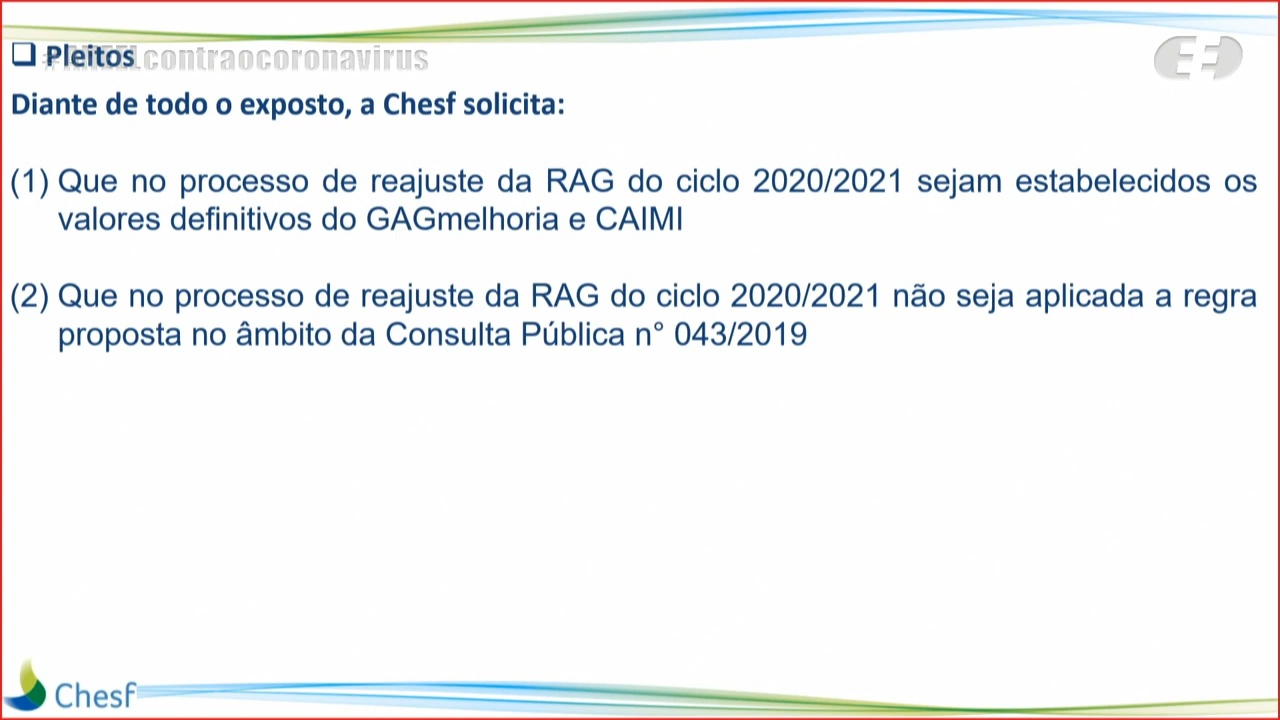 #ANEELcontraocoronavirus
Pleitos
Diante de todo o exposto, a Chesf solicita:
(1) Que no processo de reajuste da RAG do ciclo 2020/2021 sejam estabelecidos os
valores definitivos do GAGmelhoria e CAIMI
(2) Que no processo de reajuste da RAG do ciclo 2020/2021 não seja aplicada a regra
proposta no âmbito da Consulta Pública n° 043/2019
Chesf